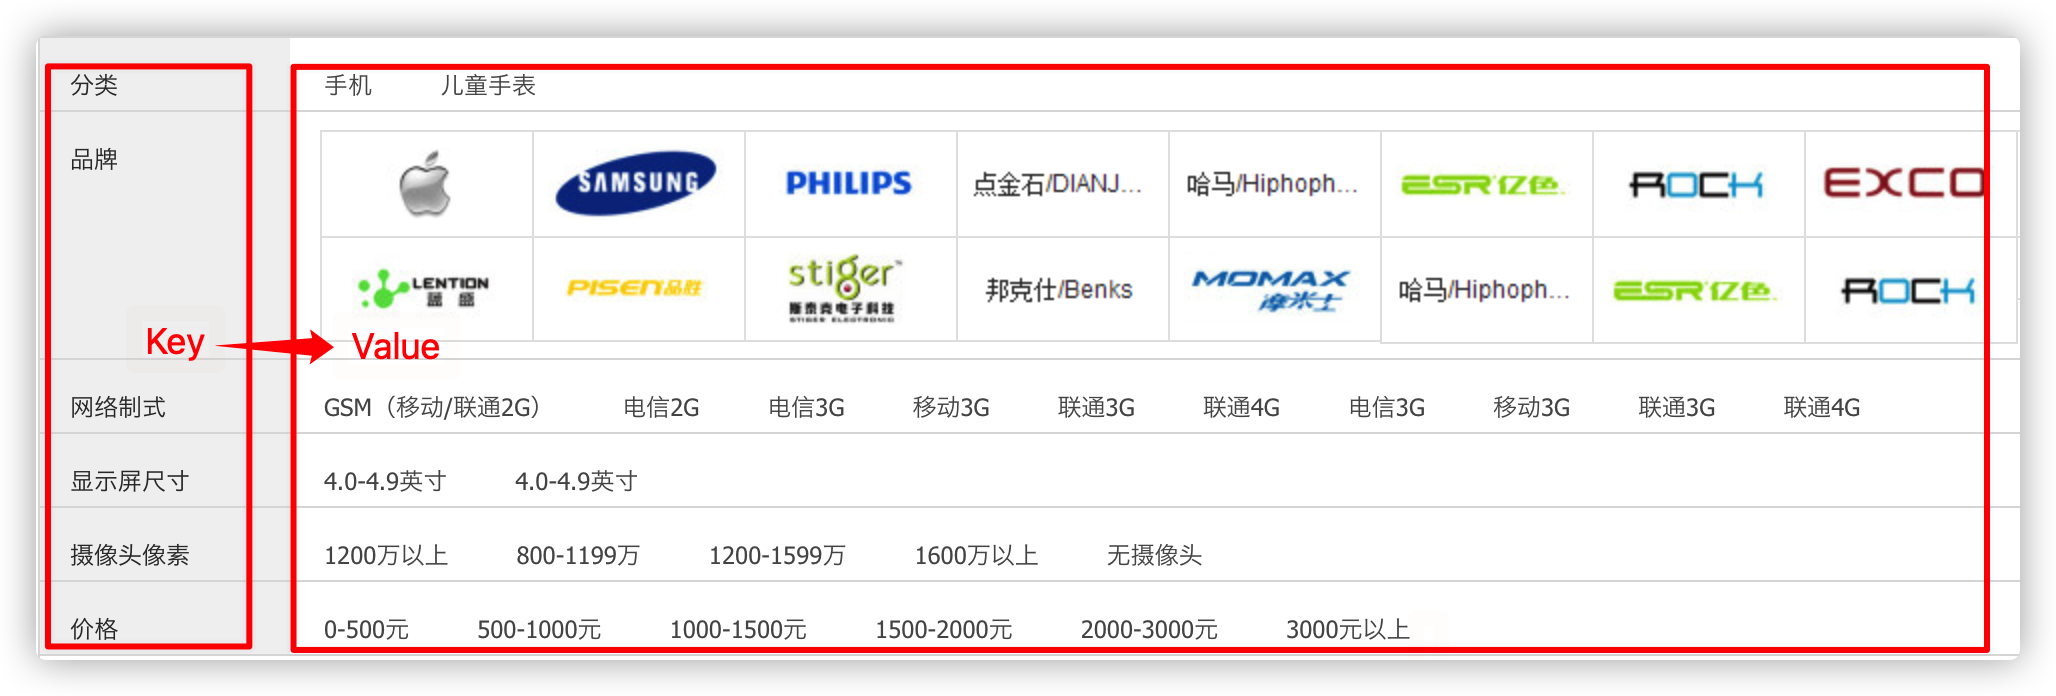 分类 手机 儿童手表
品牌
SAMSUNG PHILIPS 点金石/DIANJ... 哈马/Hiphoph... ESR亿色 ROCK EXCO
LENTION 蓝盛 PISEN品胜 stiger™ 斯泰克电子科技 STIGER ELECTRONIC 邦克仕/Benks MOMAX 摩米士 哈马/Hiphoph... ESR亿色 ROCK
Key Value
网络制式 GSM（移动/联通2G） 电信2G 电信3G 移动3G 联通3G 联通4G 电信3G 移动3G 联通3G 联通4G
显示屏尺寸 4.0-4.9英寸 4.0-4.9英寸
摄像头像素 1200万以上 800-1199万 1200-1599万 1600万以上 无摄像头
价格 0-500元 500-1000元 1000-1500元 1500-2000元 2000-3000元 3000元以上